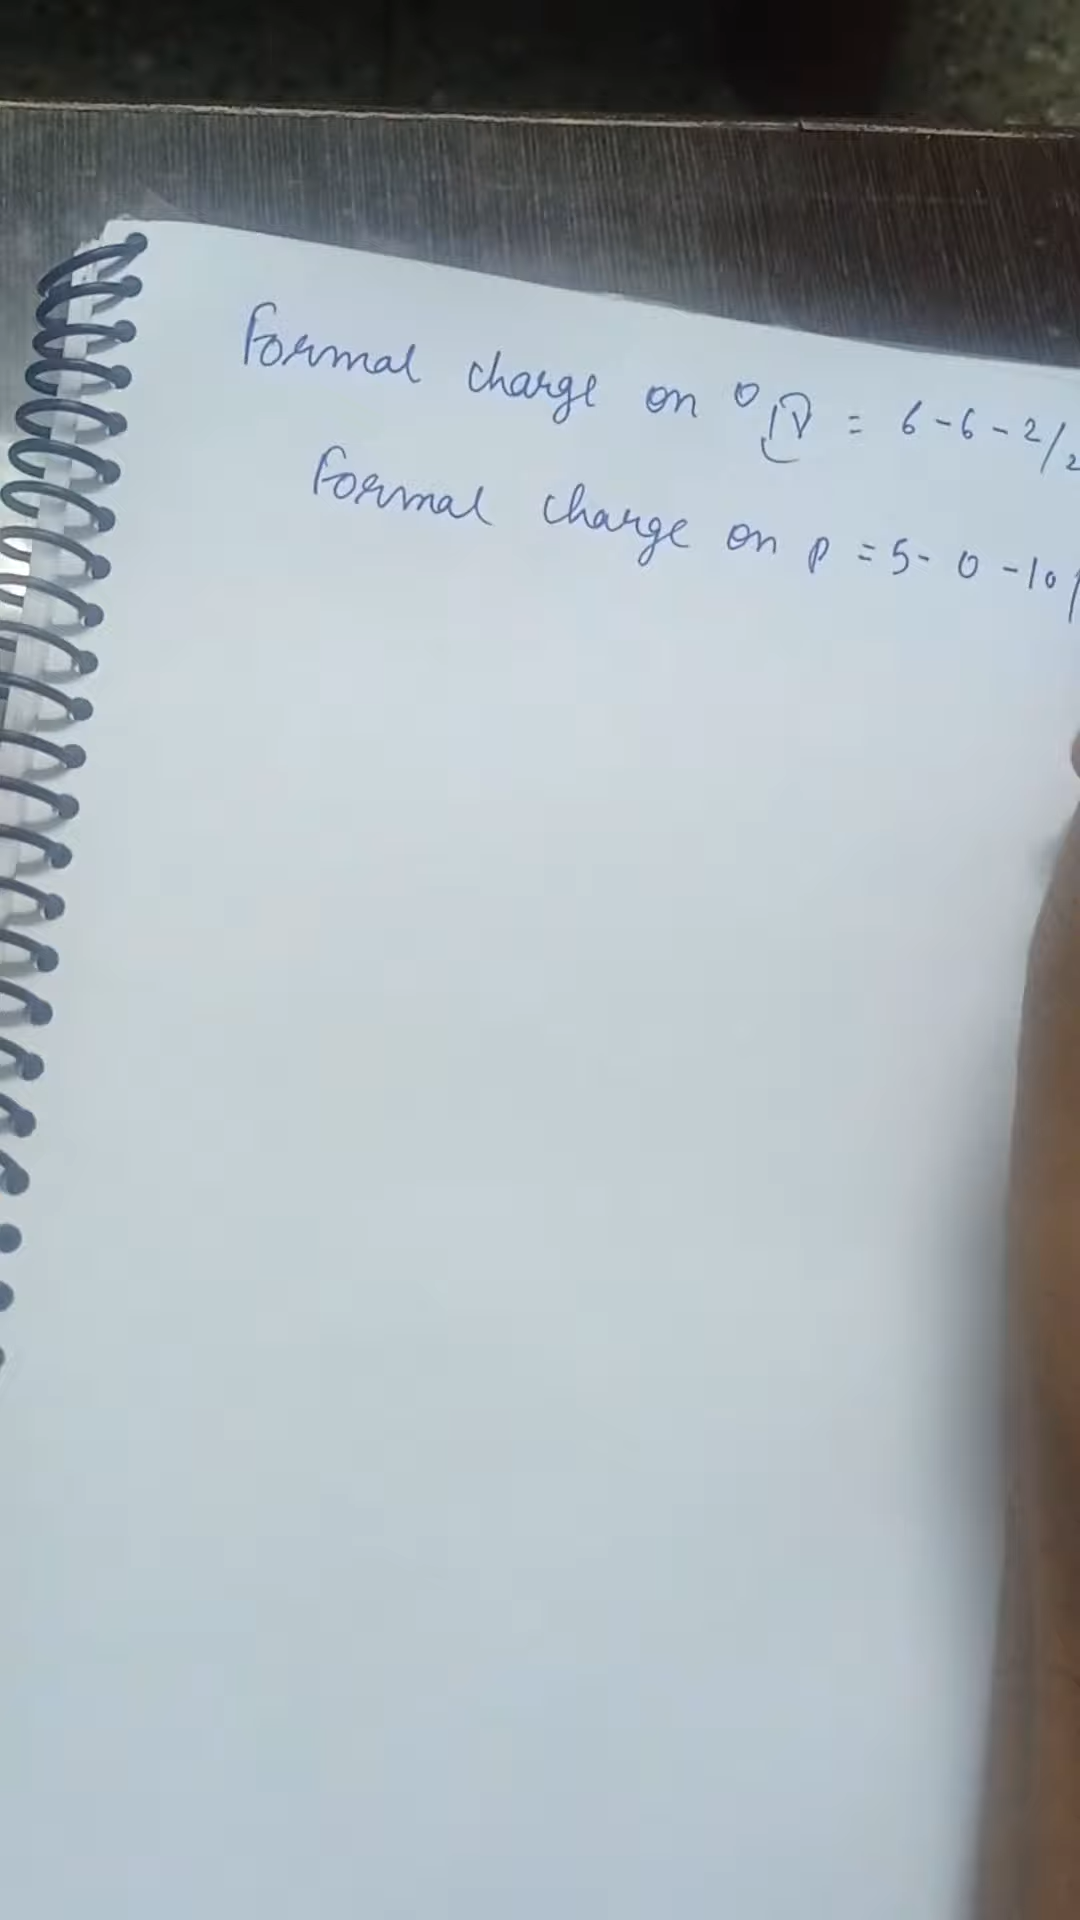 Formal charge on O = 6-6-2/2
Formal charge on P = 5-0-10/